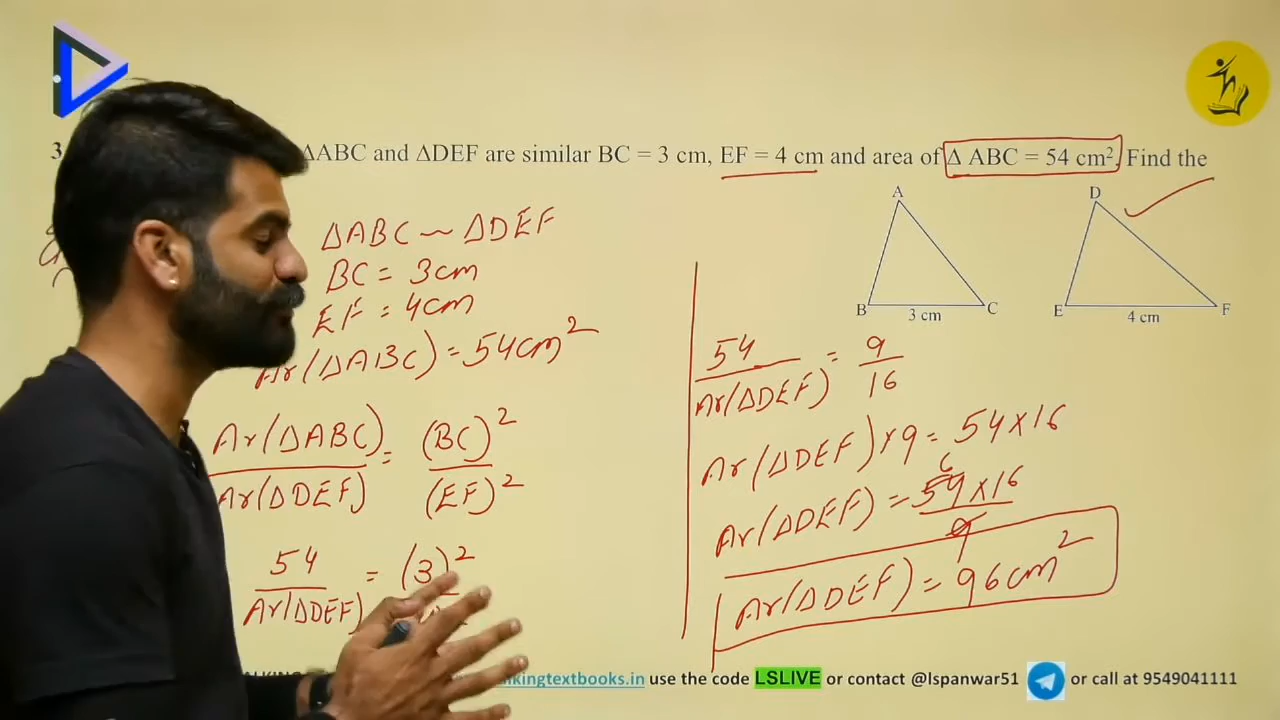 3
ΔABC and ΔDEF are similar BC = 3 cm, EF = 4 cm and area of Δ ABC = 54 cm². Find the
ΔABC ~ ΔDEF
BC = 3cm
EF = 4cm
Ar(ΔABC) = 54cm²
Ar(ΔABC) / Ar(ΔDEF) = (BC)² / (EF)²
54 / Ar(ΔDEF) = (3)²
A
B
C
3 cm
D
E
F
4 cm
54 / Ar(ΔDEF) = 9 / 16
Ar(ΔDEF) × 9 = 54 × 16
6
Ar(ΔDEF) = 54 × 16 / 9
Ar(ΔDEF) = 96cm²
lkingtextbooks.in use the code LSLIVE or contact @lspanwar51 or call at 9549041111